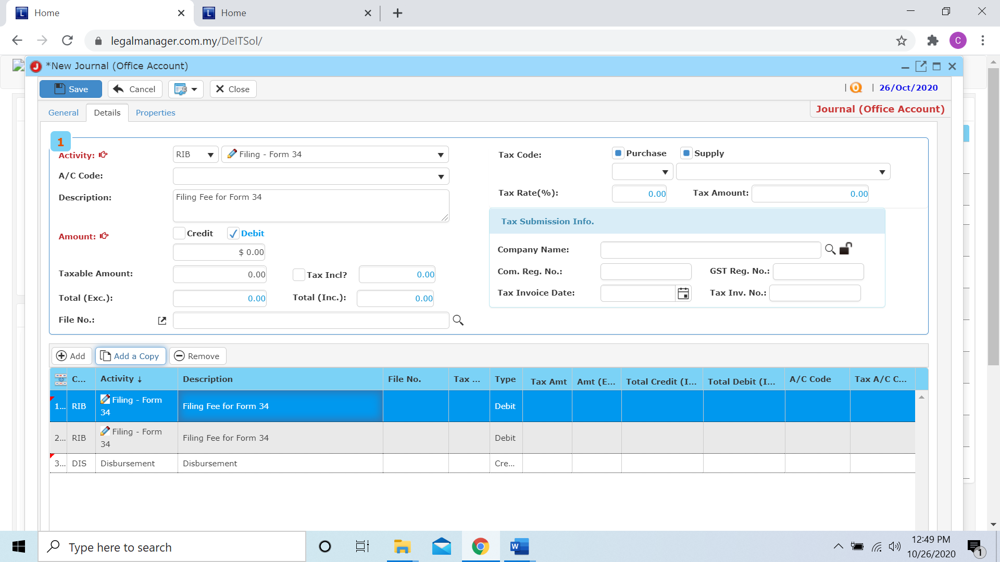 Home
Home
legalmanager.com.my/DeITSol/
*New Journal (Office Account)
Save Cancel Close | | 26/Oct/2020
General Details Properties Journal (Office Account)
1
Activity: RIB Filing - Form 34
A/C Code:
Description: Filing Fee for Form 34
Amount: Credit Debit
$ 0.00
Taxable Amount: 0.00 Tax Incl? 0.00
Total (Exc.): 0.00 Total (Inc.): 0.00
File No.:
Tax Code: Purchase Supply
Tax Rate(%): 0.00 Tax Amount: 0.00
Tax Submission Info.
Company Name:
Com. Reg. No.: GST Reg. No.:
Tax Invoice Date: Tax Inv. No.:
Add Add a Copy Remove
C... Activity ↓ Description File No. Tax ... Type Tax Amt Amt (E... Total Credit (I... Total Debit (I... A/C Code Tax A/C C...
1... RIB Filing - Form 34 Filing Fee for Form 34 Debit
2... RIB Filing - Form 34 Filing Fee for Form 34 Debit
3... DIS Disbursement Disbursement Cre...
Type here to search
12:49 PM
10/26/2020
1